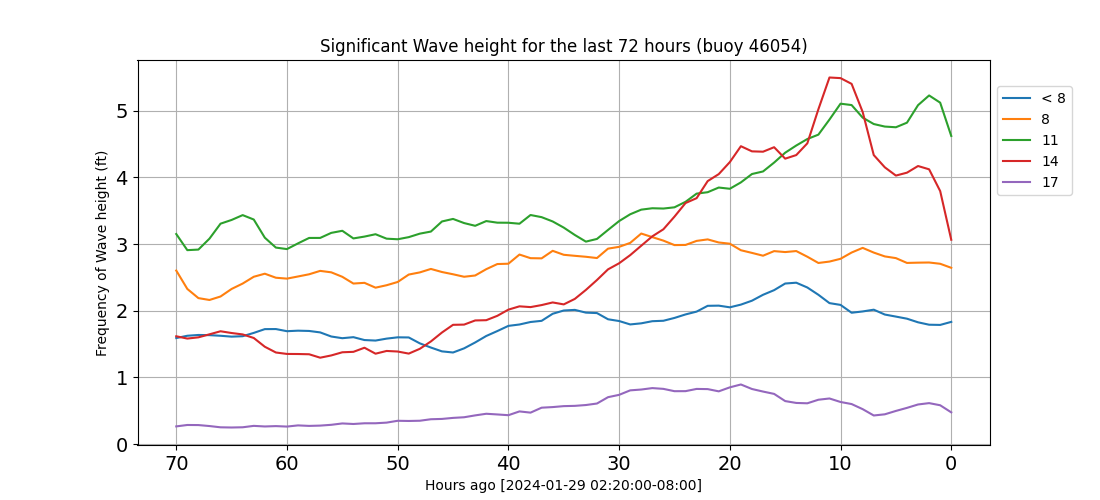 Significant Wave height for the last 72 hours (buoy 46054)
Frequency of Wave height (ft)
5
4
3
2
1
0
70 60 50 40 30 20 10 0
Hours ago [2024-01-29 02:20:00-08:00]
< 8
8
11
14
17